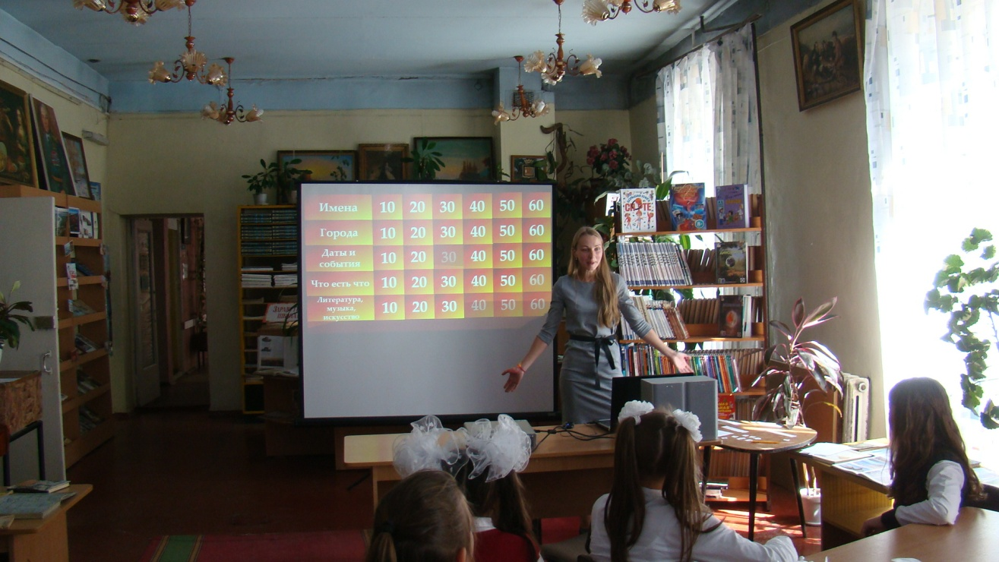 Имена 10 20 30 40 50 60
Города 10 20 30 40 50 60
Даты и
события 10 20 30 40 50 60
Что есть что 10 20 30 40 50 60
Литература,
музыка,
искусство 10 20 30 40 50 60